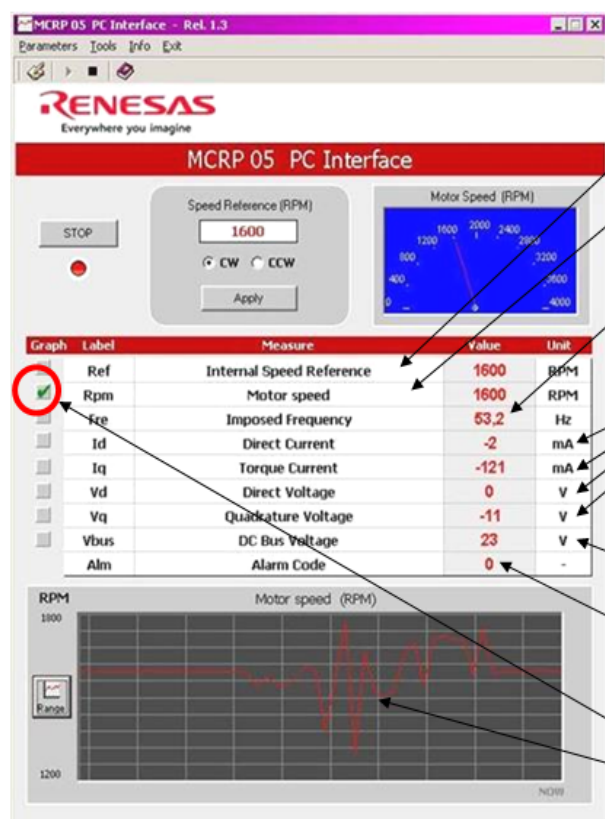 MCRP 05 PC Interface - Rel. 1.3
Parameters Tools Info Exit
RENESAS
Everywhere you imagine
MCRP 05 PC Interface
STOP
Speed Reference (RPM)
1600
CW CCW
Apply
Motor Speed (RPM)
0 400 800 1200 1600 2000 2400 2800 3200 3600 4000
Graph Label Measure Value Unit
Ref Internal Speed Reference 1600 RPM
Rpm Motor speed 1600 RPM
Fre Imposed Frequency 53,2 Hz
Id Direct Current -2 mA
Iq Torque Current -121 mA
Vd Direct Voltage 0 V
Vq Quadrature Voltage -11 V
Vbus DC Bus Voltage 23 V
Alm Alarm Code 0 -
RPM Motor speed (RPM)
1800
Range
1200
NOW